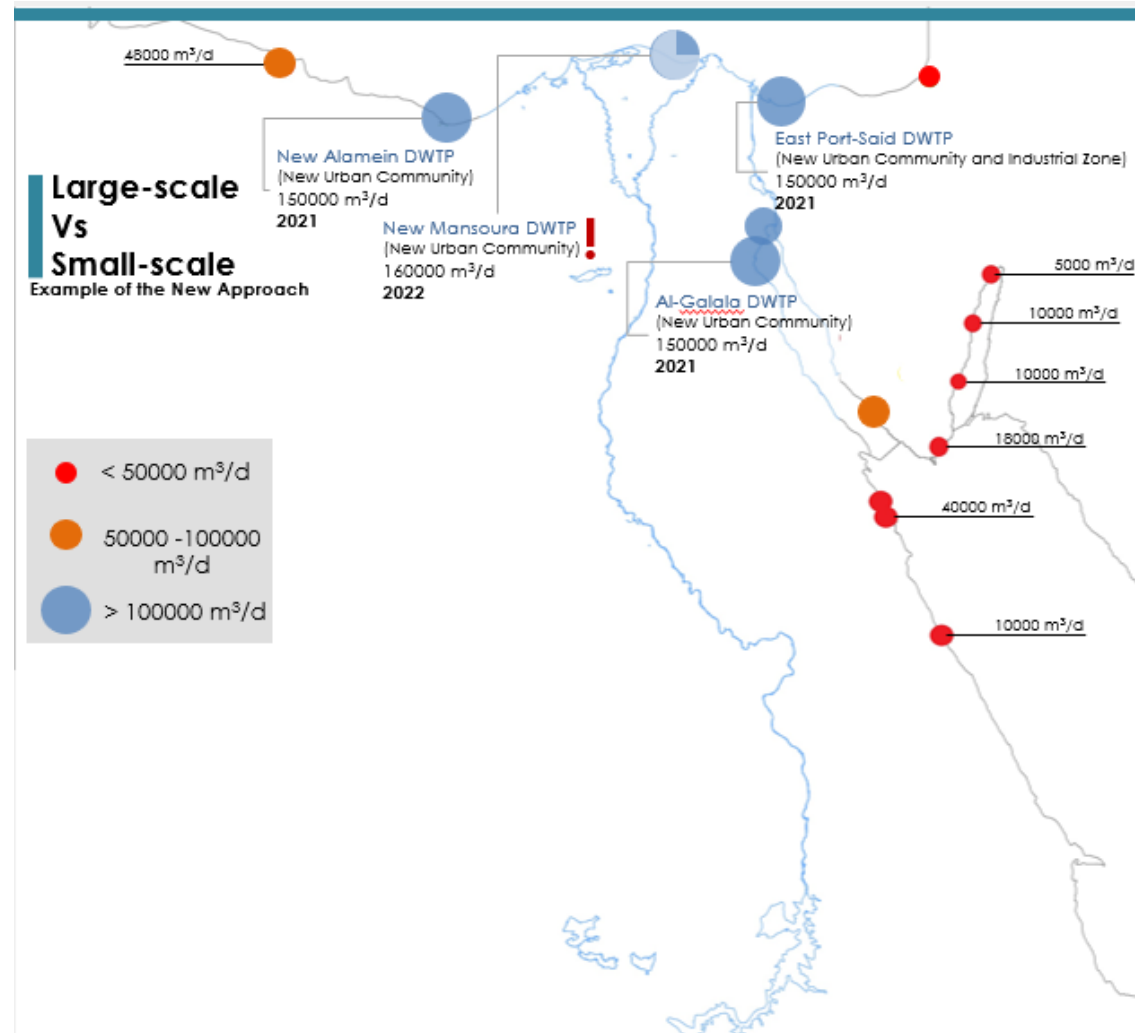 48000 m³/d
Large-scale
Vs
Small-scale
Example of the New Approach
New Alamein DWTP
(New Urban Community)
150000 m³/d
2021
New Mansoura DWTP
(New Urban Community)
160000 m³/d
2022
!
East Port-Said DWTP
(New Urban Community and Industrial Zone)
150000 m³/d
2021
Al-Galala DWTP
(New Urban Community)
150000 m³/d
2021
5000 m³/d
10000 m³/d
10000 m³/d
18000 m³/d
40000 m³/d
10000 m³/d
< 50000 m³/d
50000 -100000
m³/d
> 100000 m³/d